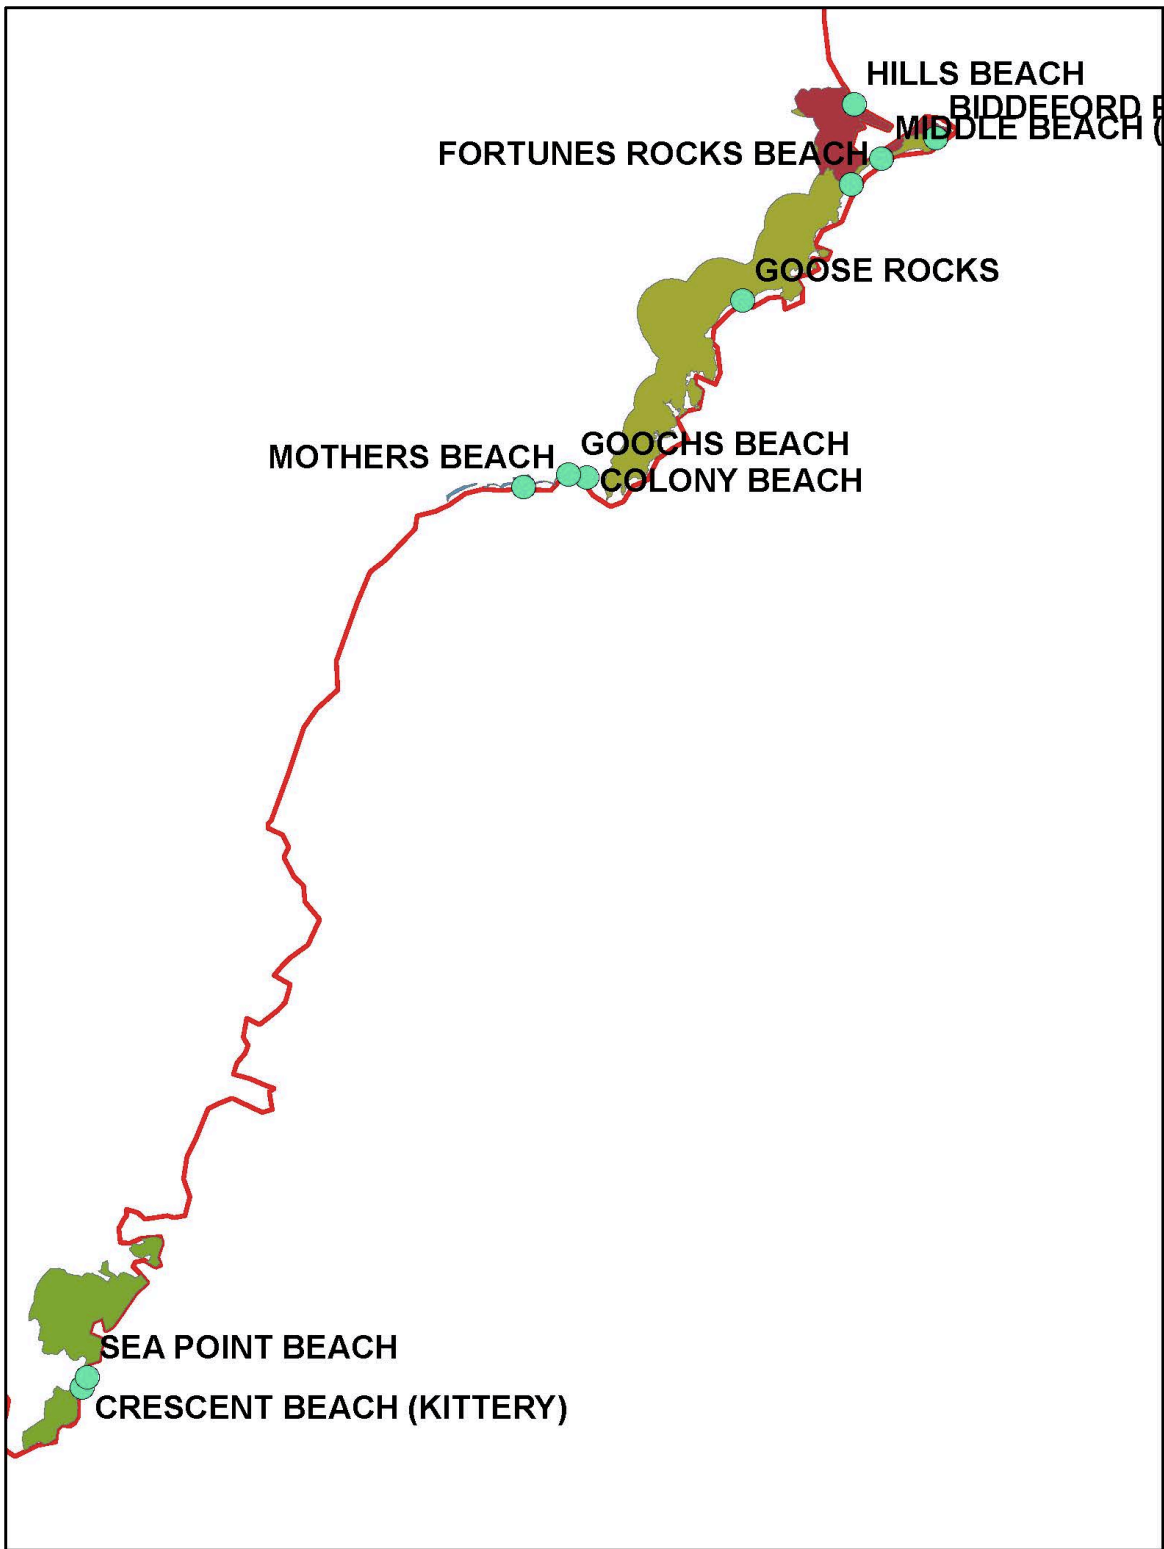 HILLS BEACH
BIDDEFORD
MIDDLE BEACH (
FORTUNES ROCKS BEACH
GOOSE ROCKS
GOOCHS BEACH
MOTHERS BEACH
COLONY BEACH
SEA POINT BEACH
CRESCENT BEACH (KITTERY)